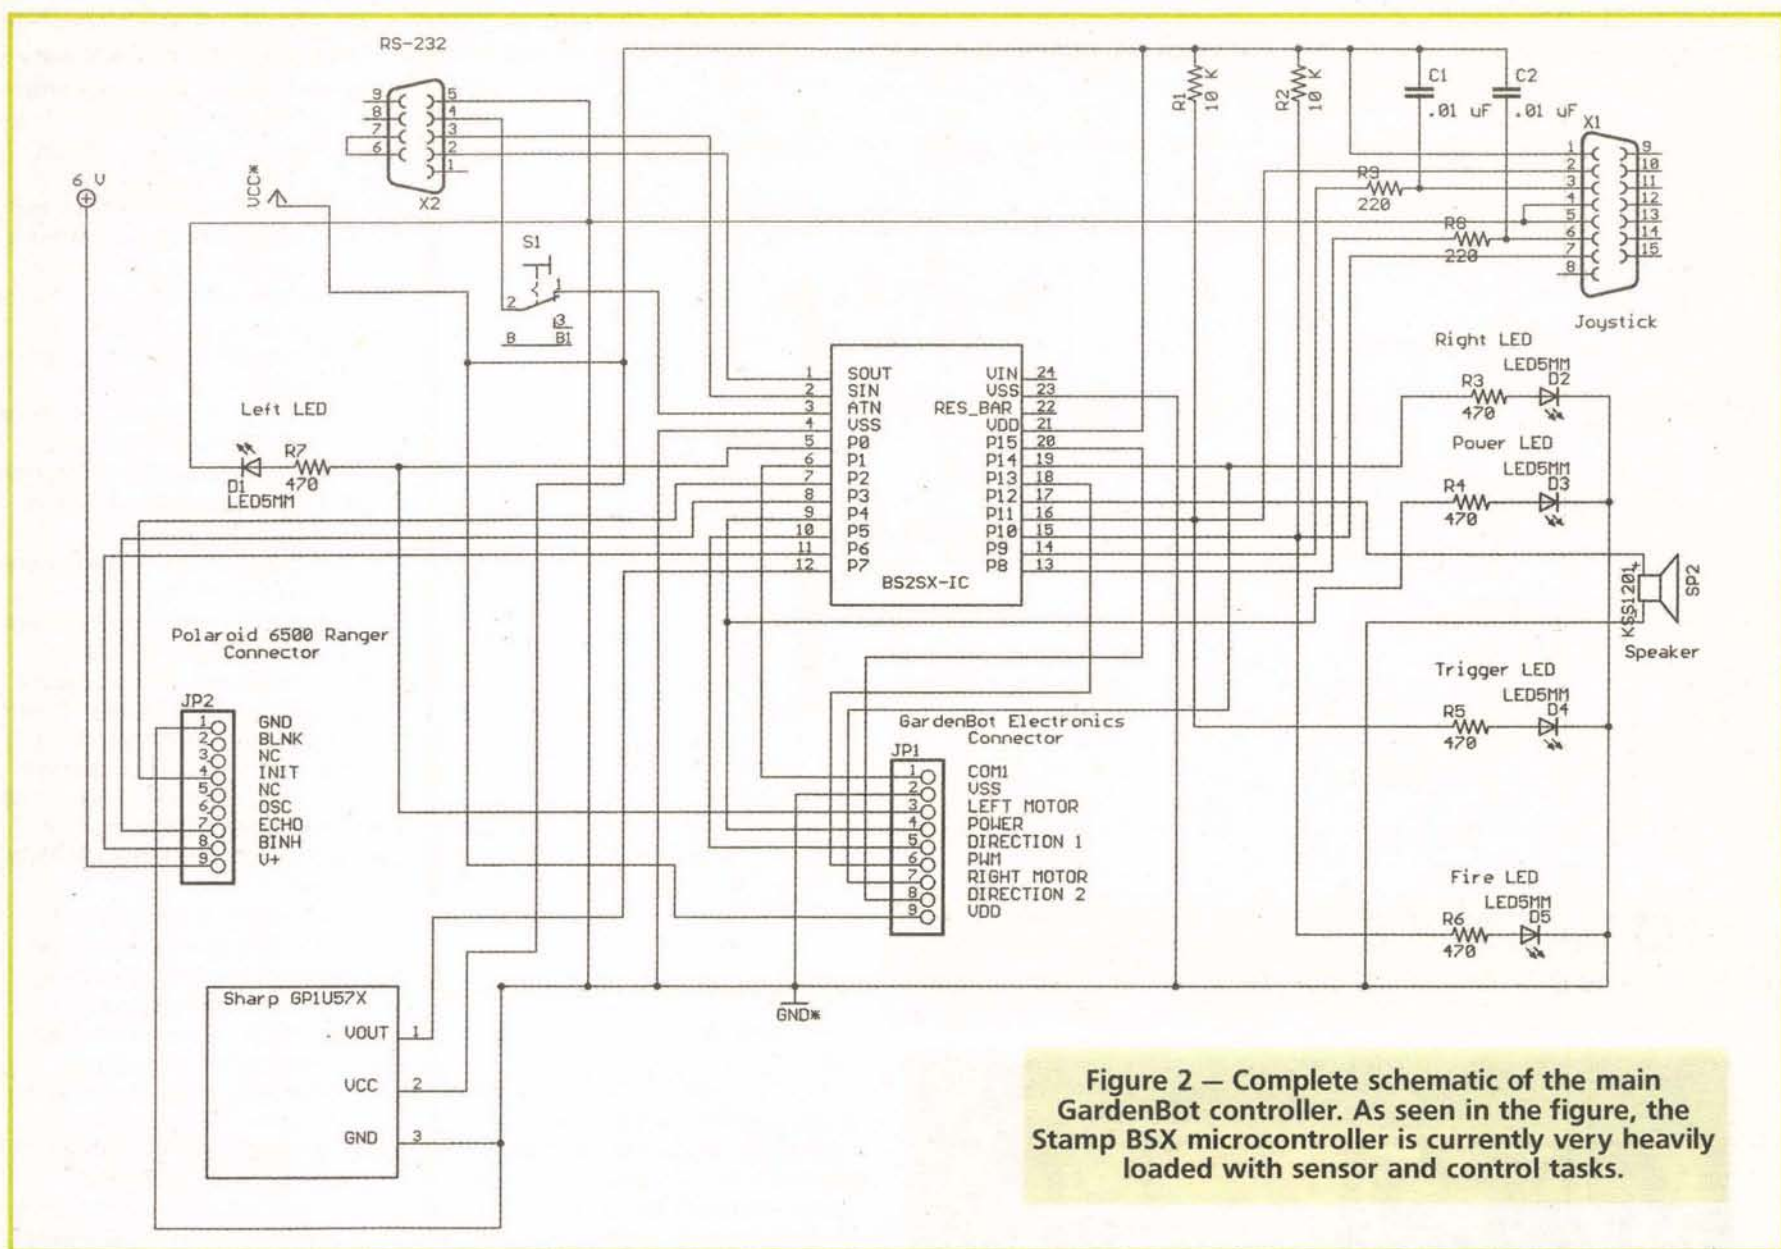 RS-232
9
8
7
6
5
4
3
2
1
X2
6 V
VCC*
S1
2
1
3
B B1
R1
10 K
R2
10 K
C1
.01 uF
C2
.01 uF
X1
1
2
3
4
5
6
7
8
9
10
11
12
13
14
15
R9
220
R8
220
Joystick
Left LED
R7
470
D1
LED5MM
1 SOUT
2 SIN
3 ATN
4 VSS
5 P0
6 P1
7 P2
8 P3
9 P4
10 P5
11 P6
12 P7
VIN 24
VSS 23
RES_BAR 22
VDD 21
P15 20
P14 19
P13 18
P12 17
P11 16
P10 15
P9 14
P8 13
BS2SX-IC
Right LED
LED5MM
R3
470
D2
Power LED
LED5MM
R4
470
D3
KSS1201
+
SP2
Speaker
Trigger LED
LED5MM
R5
470
D4
Fire LED
LED5MM
R6
470
D5
Polaroid 6500 Ranger
Connector
JP2
1 GND
2 BLNK
3 NC
4 INIT
5 NC
6 OSC
7 ECHO
8 BINH
9 V+
GardenBot Electronics
Connector
JP1
1 COM1
2 VSS
3 LEFT MOTOR
4 POWER
5 DIRECTION 1
6 PWM
7 RIGHT MOTOR
8 DIRECTION 2
9 VDD
GND*
Sharp GP1U57X
VOUT 1
VCC 2
GND 3
Figure 2 — Complete schematic of the main
GardenBot controller. As seen in the figure, the
Stamp BSX microcontroller is currently very heavily
loaded with sensor and control tasks.